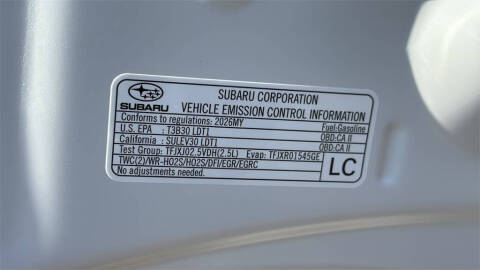 SUBARU CORPORATION
SUBARU VEHICLE EMISSION CONTROL INFORMATION
Conforms to regulations: 2026MY Fuel:Gasoline
U.S. EPA : T3B30 LDT1 OBD:CA II
California : SULEV30 LDT1 OBD:CA II
Test Group: TFJXJ02.5VDH(2.5L) Evap: TFJXR01545GE
TWC(2)/WR-HO2S/HO2S/DFI/EGR/EGRC LC
No adjustments needed.